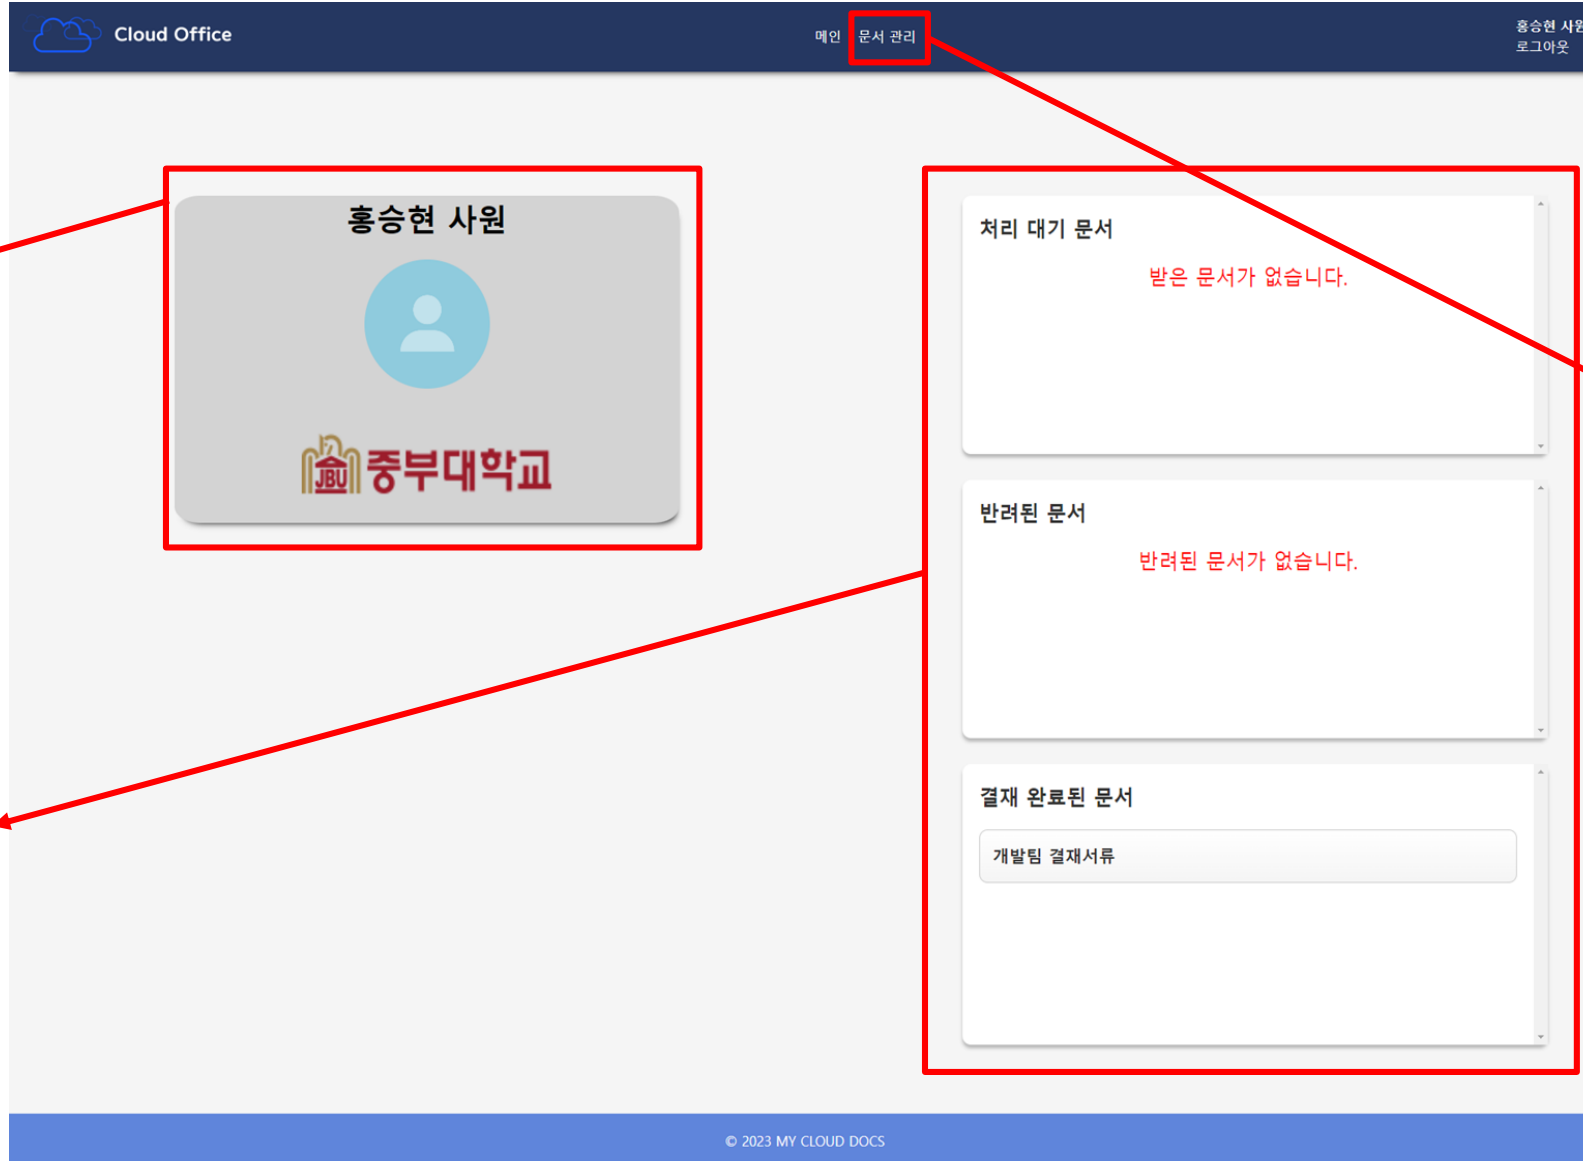 Cloud Office
메인 문서 관리
홍승현 사원
로그아웃
홍승현 사원
JBU 중부대학교
처리 대기 문서
받은 문서가 없습니다.
반려된 문서
반려된 문서가 없습니다.
결재 완료된 문서
개발팀 결재서류
© 2023 MY CLOUD DOCS